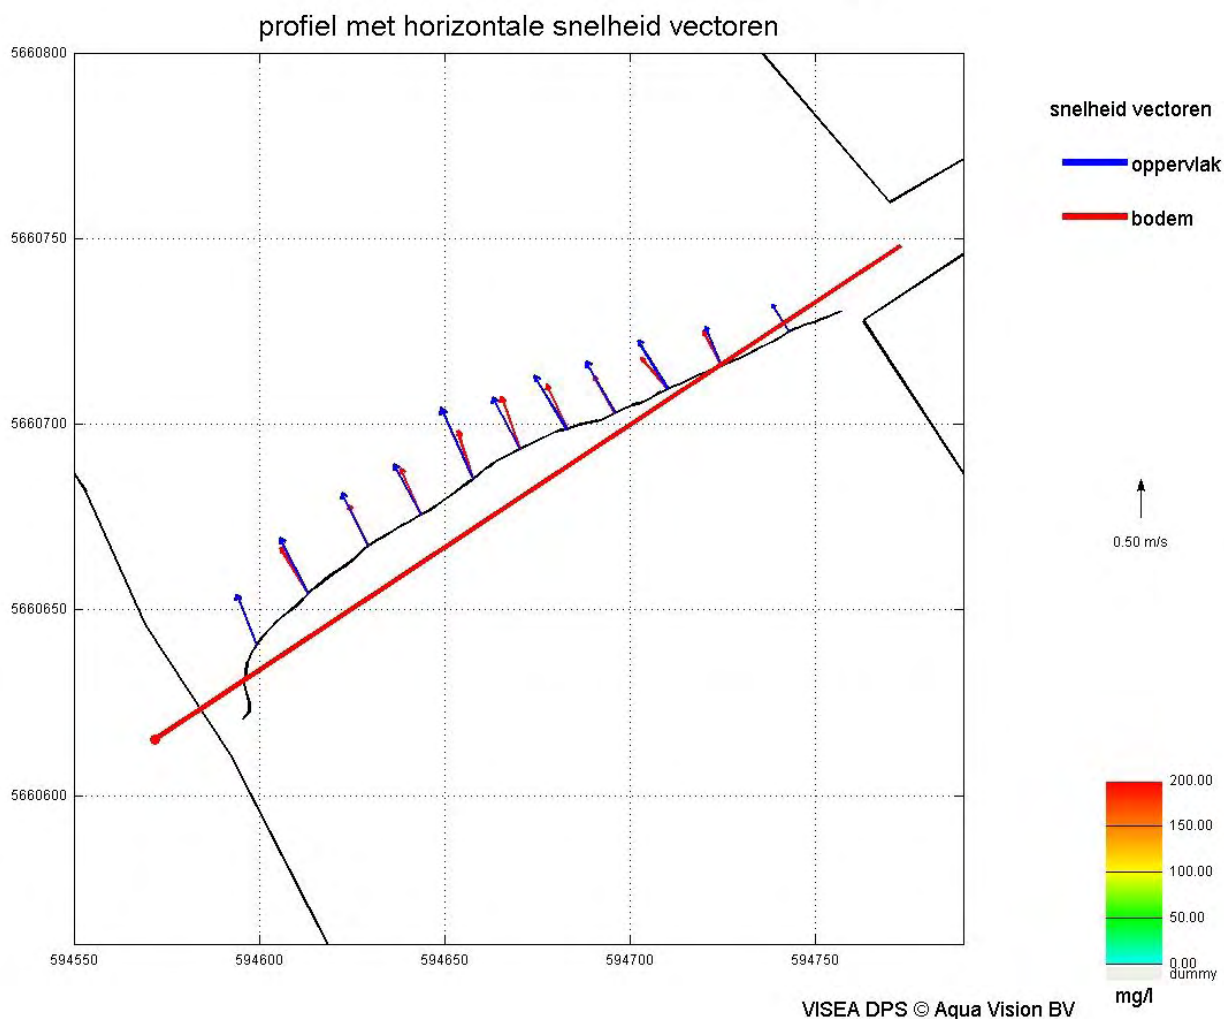 profiel met horizontale snelheid vectoren
5660800
5660750
5660700
5660650
5660600
594550
594600
594650
594700
594750
snelheid vectoren
oppervlak
bodem
0.50 m/s
200.00
150.00
100.00
50.00
0.00
dummy
mg/l
VISEA DPS © Aqua Vision BV